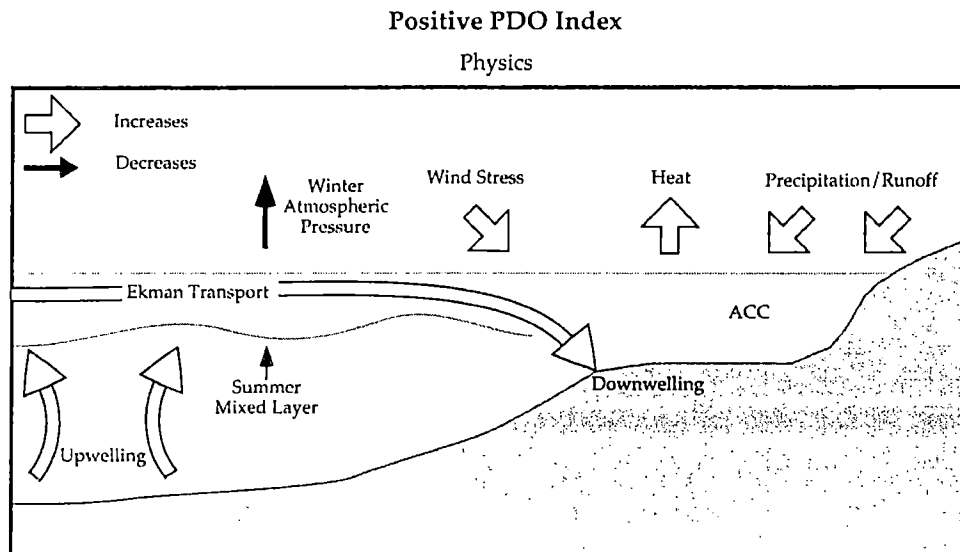 Positive PDO Index
Physics
Increases
Decreases
Winter
Atmospheric
Pressure
Wind Stress
Heat
Precipitation/Runoff
Ekman Transport
ACC
Summer
Mixed Layer
Downwelling
Upwelling